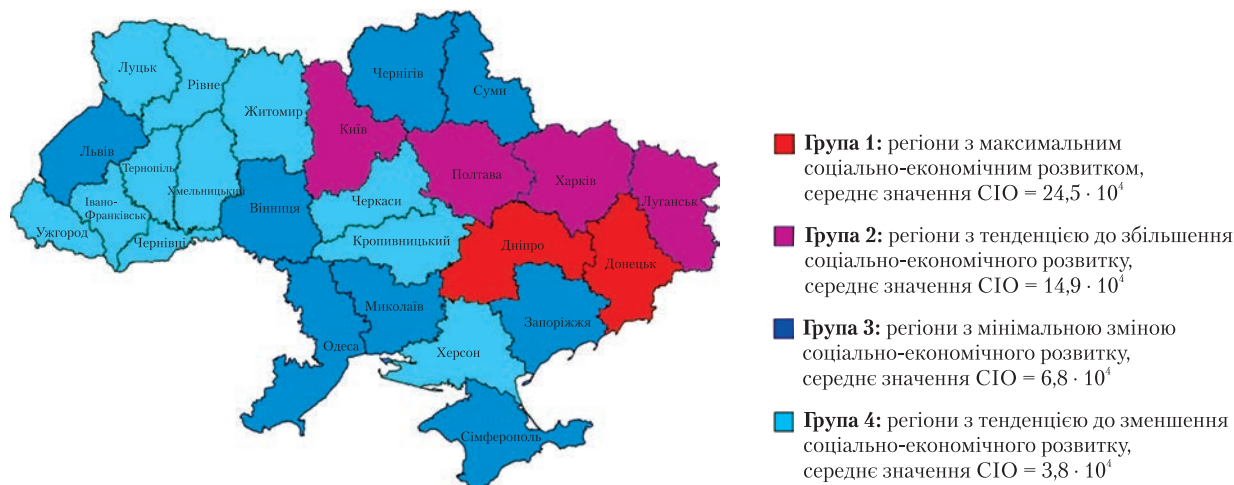 Луцьк
Рівне
Житомир
Київ
Чернігів
Суми
Львів
Тернопіль
Хмельницький
Івано-
Франківськ
Ужгород
Чернівці
Вінниця
Черкаси
Кропивницький
Полтава
Харків
Луганськ
Дніпро
Донецьк
Миколаїв
Запоріжжя
Одеса
Херсон
Сімферополь
Група 1: регіони з максимальним
соціально-економічним розвитком,
середнє значення СІО = 24,5 · 10⁴
Група 2: регіони з тенденцією до збільшення
соціально-економічного розвитку,
середнє значення СІО = 14,9 · 10⁴
Група 3: регіони з мінімальною зміною
соціально-економічного розвитку,
середнє значення СІО = 6,8 · 10⁴
Група 4: регіони з тенденцією до зменшення
соціально-економічного розвитку,
середнє значення СІО = 3,8 · 10⁴